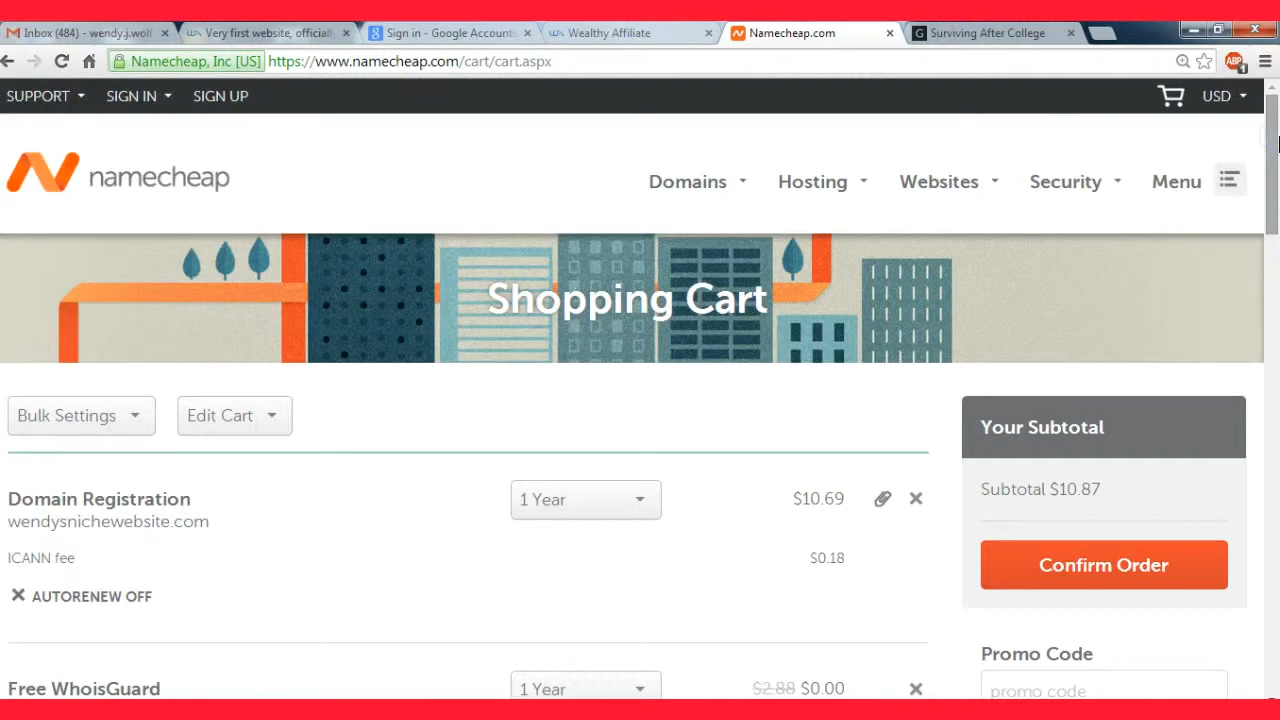 Inbox (484) - wendy.j.woll
Very first website, officiall
Sign in - Google Accounts
Wealthy Affiliate
Namecheap.com
Surviving After College
Namecheap, Inc [US]
https://www.namecheap.com/cart/cart.aspx
ABP
1
SUPPORT
SIGN IN
SIGN UP
USD
namecheap
Domains
Hosting
Websites
Security
Menu
Shopping Cart
Bulk Settings
Edit Cart
Your Subtotal
Subtotal $10.87
Confirm Order
Domain Registration
1 Year
$10.69
wendysnichewebsite.com
ICANN fee
$0.18
AUTORENEW OFF
Promo Code
promo code
Free WhoisGuard
1 Year
$2.88 $0.00